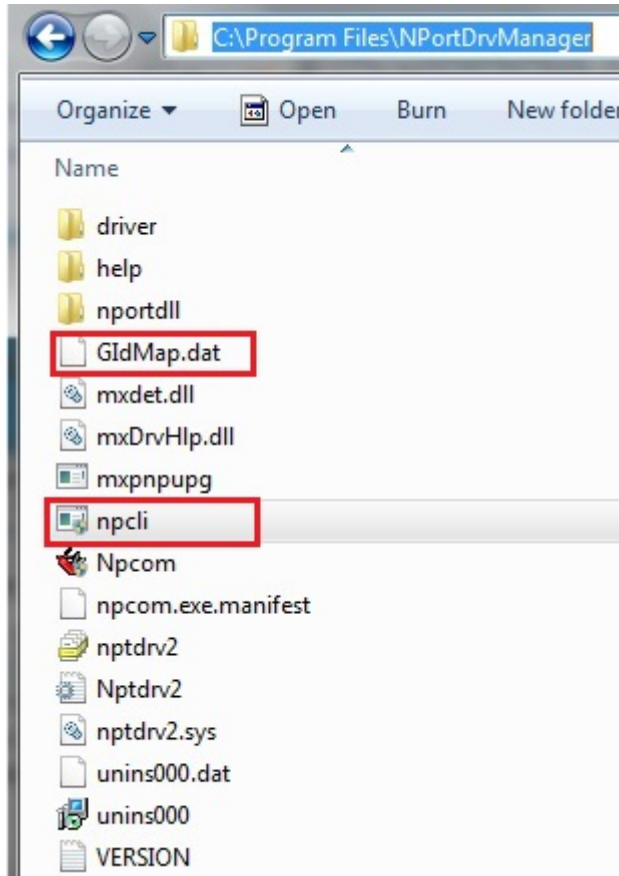 C:\Program Files\NPortDrvManager
Organize Open Burn New folder
Name
driver
help
nportdll
GIdMap.dat
mxdet.dll
mxDrvHlp.dll
mxpnpupg
npcli
Npcom
npcom.exe.manifest
nptdrv2
Nptdrv2
nptdrv2.sys
unins000.dat
unins000
VERSION